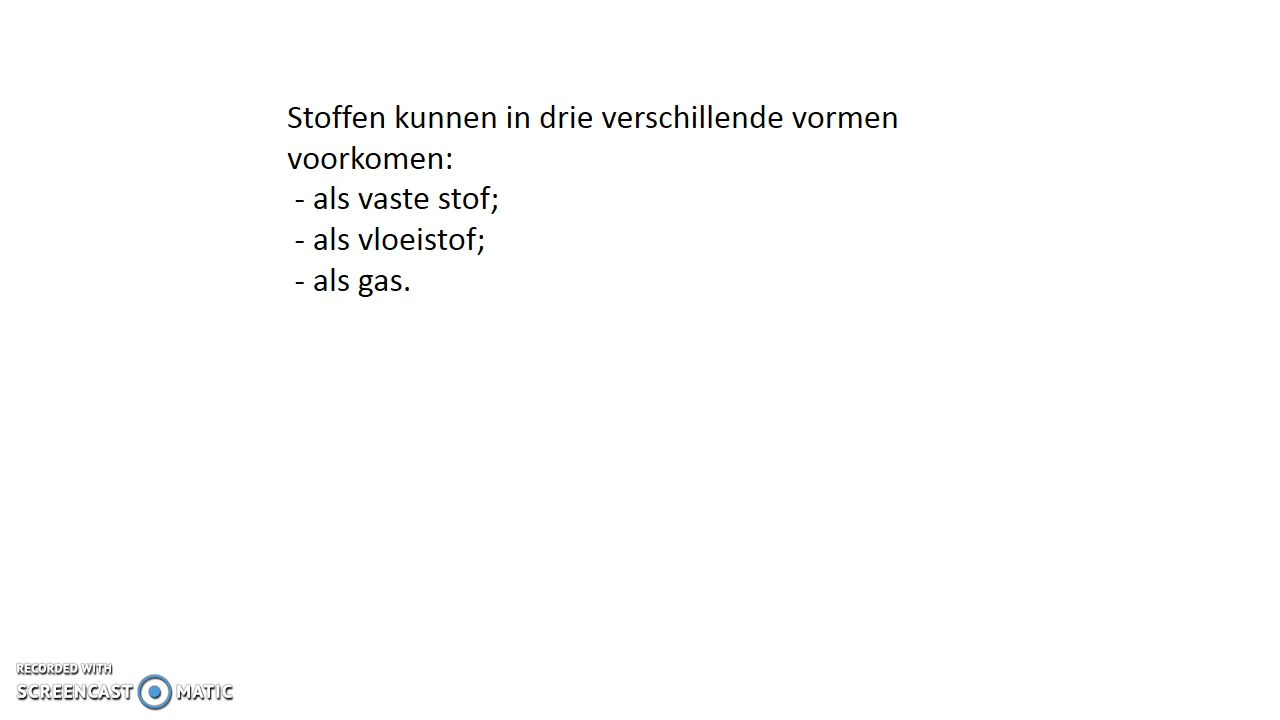 Stoffen kunnen in drie verschillende vormen
voorkomen:
- als vaste stof;
- als vloeistof;
- als gas.
RECORDED WITH
SCREENCAST MATIC